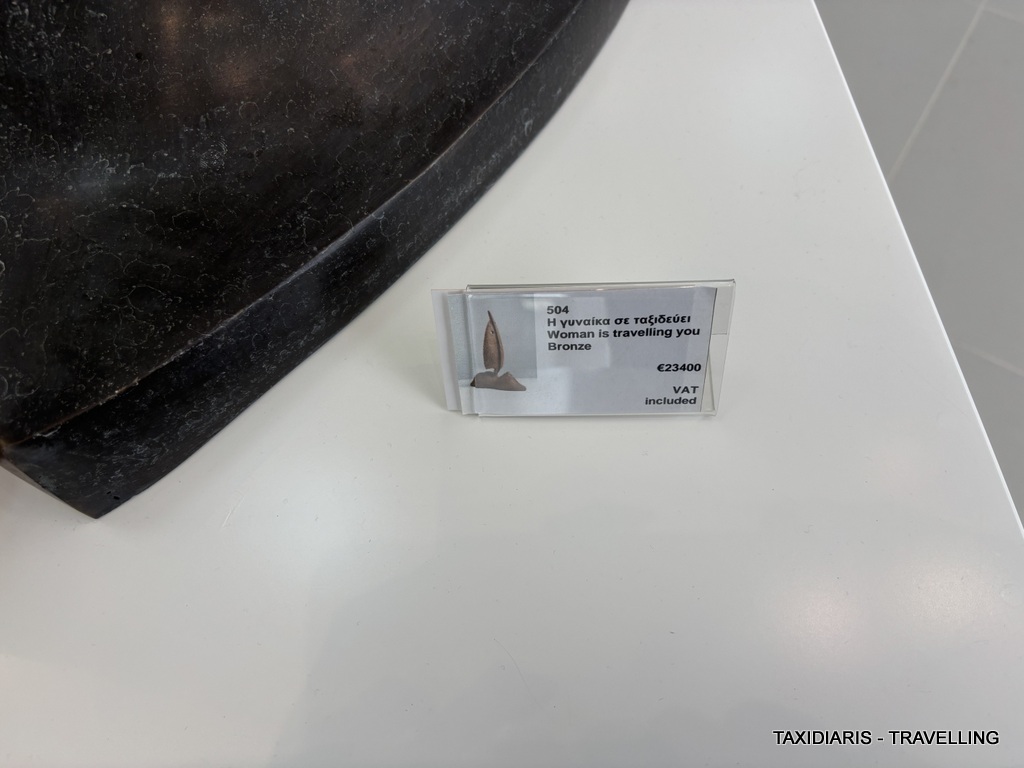 504
Η γυναίκα σε ταξιδεύει
Woman is travelling you
Bronze
€23400
VAT
included
TAXIDIARIS - TRAVELLING